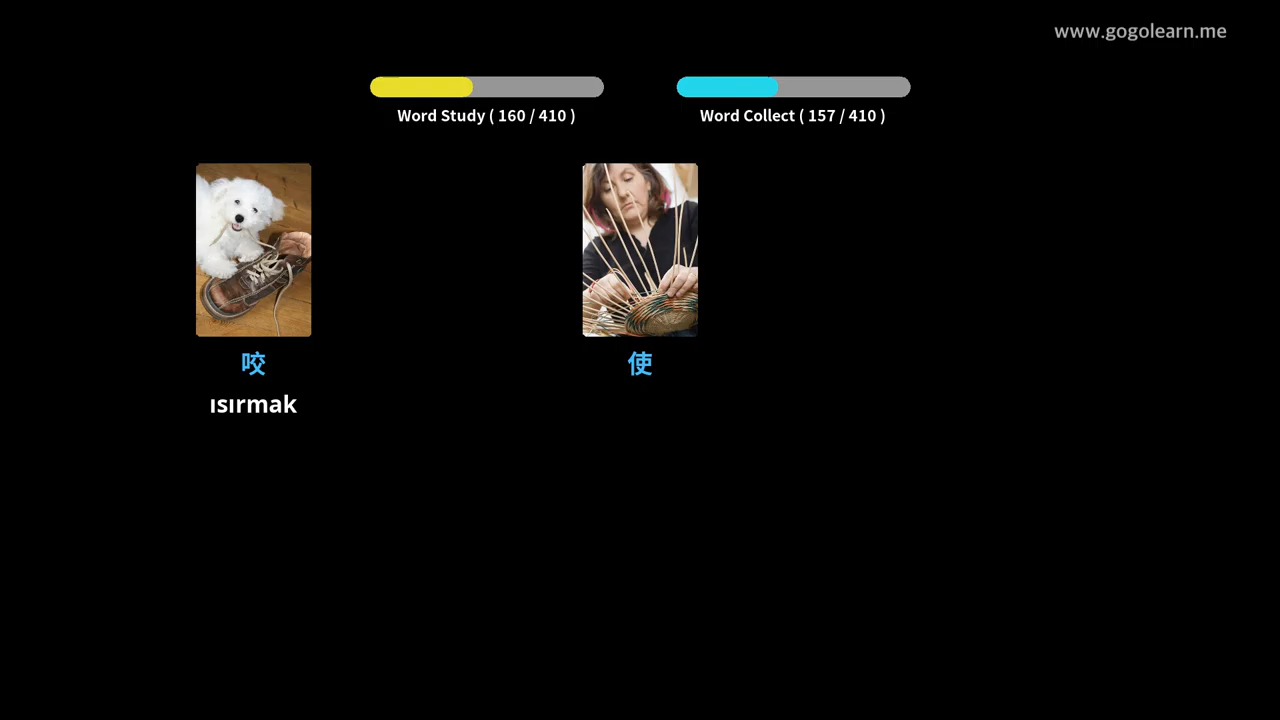 www.gogolearn.me
Word Study ( 160 / 410 )
Word Collect ( 157 / 410 )
咬
使
ısırmak